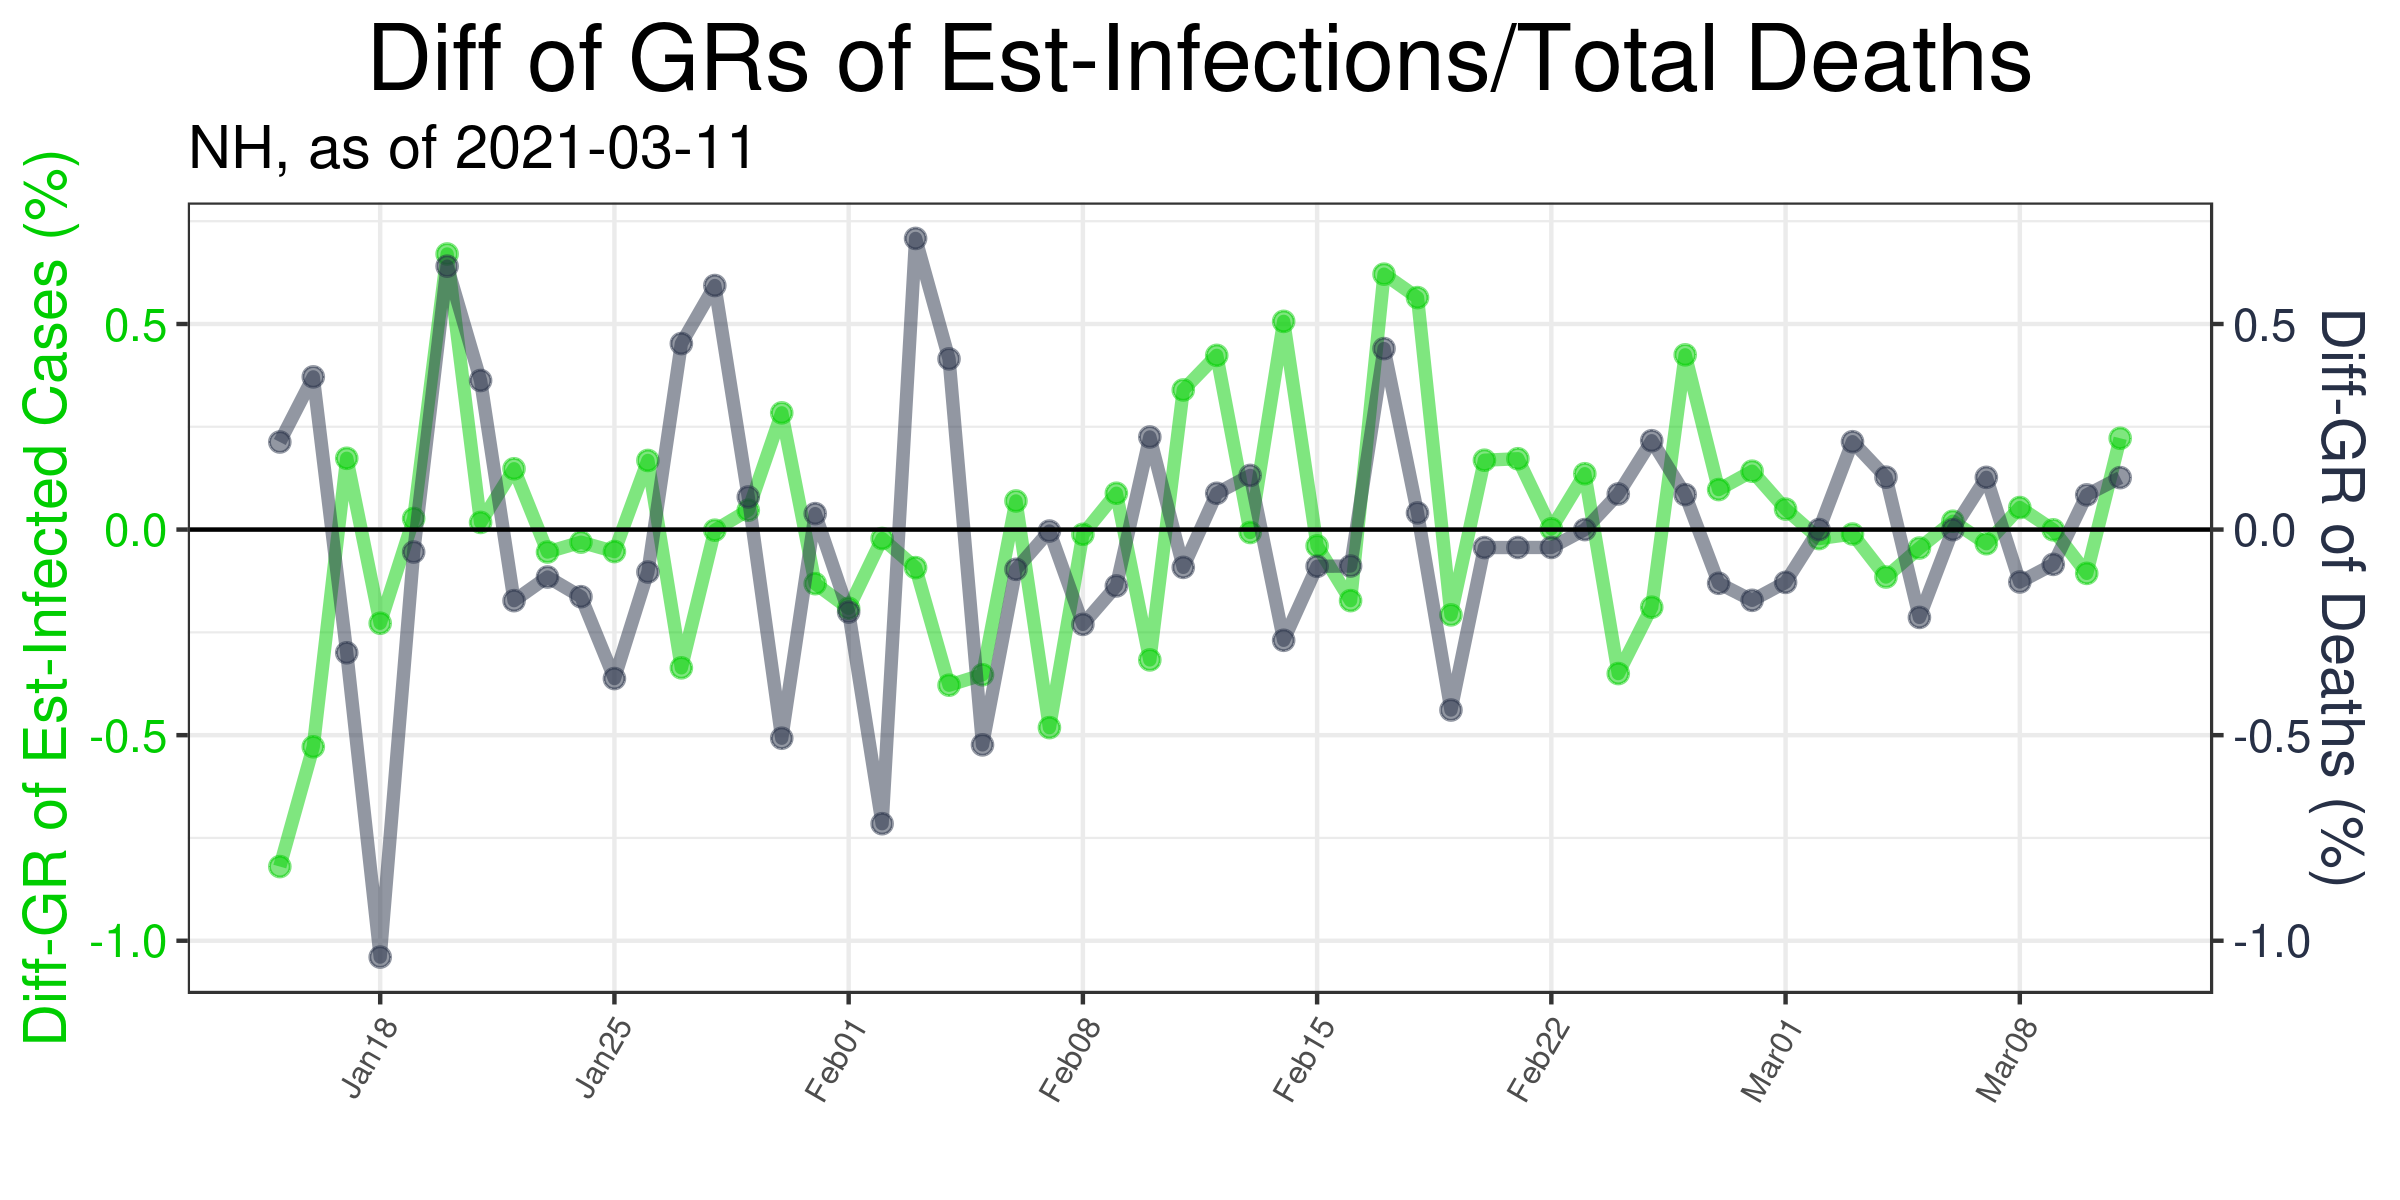 Diff of GRs of Est-Infections/Total Deaths
NH, as of 2021-03-11
Diff-GR of Est-Infected Cases (%)
0.5
0.0
-0.5
-1.0
0.5
0.0
-0.5
-1.0
Diff-GR of Deaths (%)
Jan18
Jan25
Feb01
Feb08
Feb15
Feb22
Mar01
Mar08